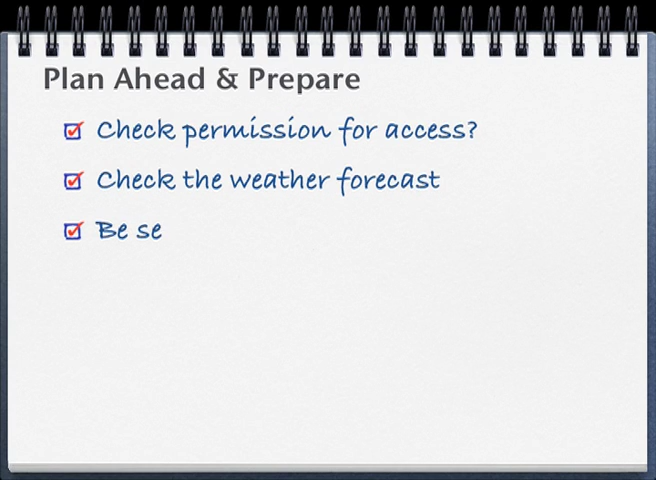 Plan Ahead & Prepare
Check permission for access?
Check the weather forecast
Be se